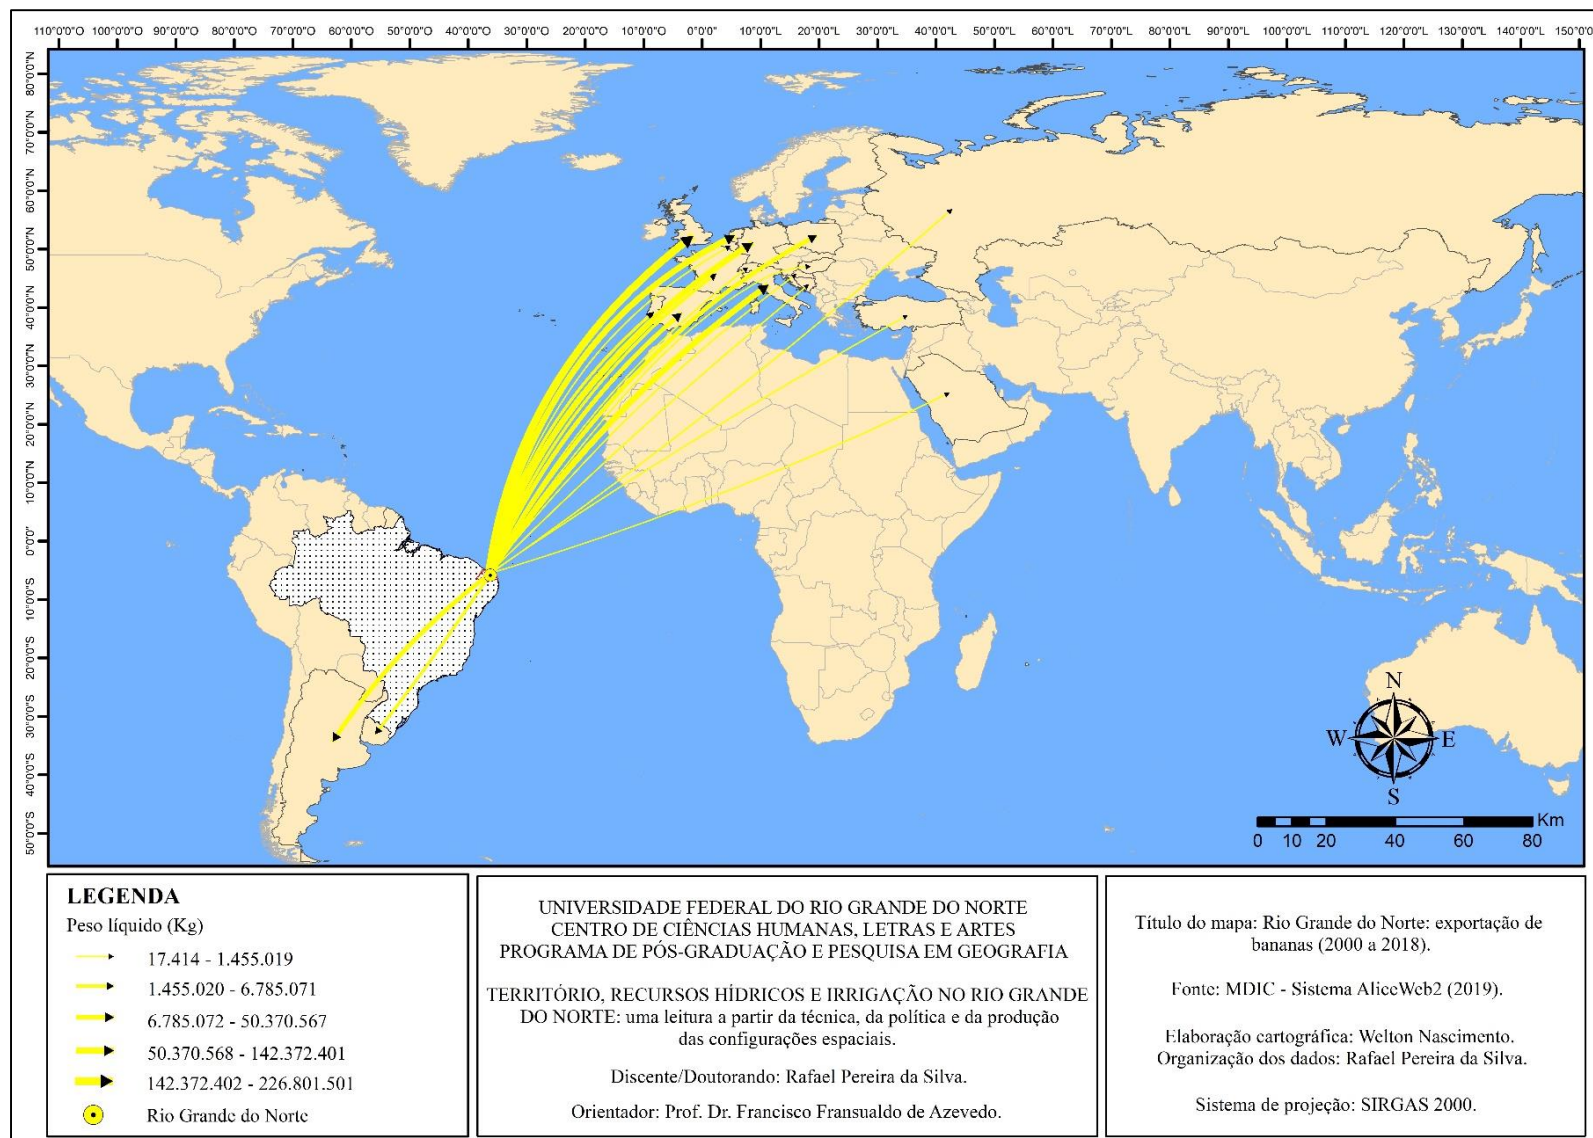 110°0'0"L 100°0'0"L 90°0'0"L 80°0'0"L 70°0'0"L 60°0'0"L 50°0'0"L 40°0'0"L 30°0'0"L 20°0'0"L 10°0'0"L 0°0'0" 10°0'0"L 20°0'0"L 30°0'0"L 40°0'0"L 50°0'0"L 60°0'0"L 70°0'0"L 80°0'0"L 90°0'0"L 100°0'0"L 110°0'0"L 120°0'0"L 130°0'0"L 140°0'0"L 150°0'0
80°0'0"N
70°0'0"N
60°0'0"N
50°0'0"N
40°0'0"N
30°0'0"N
20°0'0"N
10°0'0"N
0°0'0"
10°0'0"S
20°0'0"S
30°0'0"S
40°0'0"S
50°0'0"S
N
W E
S
Km
0 10 20 40 60 80
LEGENDA
Peso líquido (Kg)
17.414 - 1.455.019
1.455.020 - 6.785.071
6.785.072 - 50.370.567
50.370.568 - 142.372.401
142.372.402 - 226.801.501
Rio Grande do Norte
UNIVERSIDADE FEDERAL DO RIO GRANDE DO NORTE
CENTRO DE CIÊNCIAS HUMANAS, LETRAS E ARTES
PROGRAMA DE PÓS-GRADUAÇÃO E PESQUISA EM GEOGRAFIA
TERRITÓRIO, RECURSOS HÍDRICOS E IRRIGAÇÃO NO RIO GRANDE
DO NORTE: uma leitura a partir da técnica, da política e da produção
das configurações espaciais.
Discente/Doutorando: Rafael Pereira da Silva.
Orientador: Prof. Dr. Francisco Fransualdo de Azevedo.
Título do mapa: Rio Grande do Norte: exportação de
bananas (2000 a 2018).
Fonte: MDIC - Sistema AliceWeb2 (2019).
Elaboração cartográfica: Welton Nascimento.
Organização dos dados: Rafael Pereira da Silva.
Sistema de projeção: SIRGAS 2000.